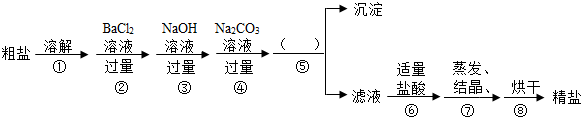 粗盐 溶解 ① BaCl2 溶液 过量 ② NaOH 溶液 过量 ③ Na2CO3 溶液 过量 ④ ( ) ⑤
沉淀
滤液 适量 盐酸 ⑥ 蒸发、 结晶、 ⑦ 烘干 ⑧ 精盐